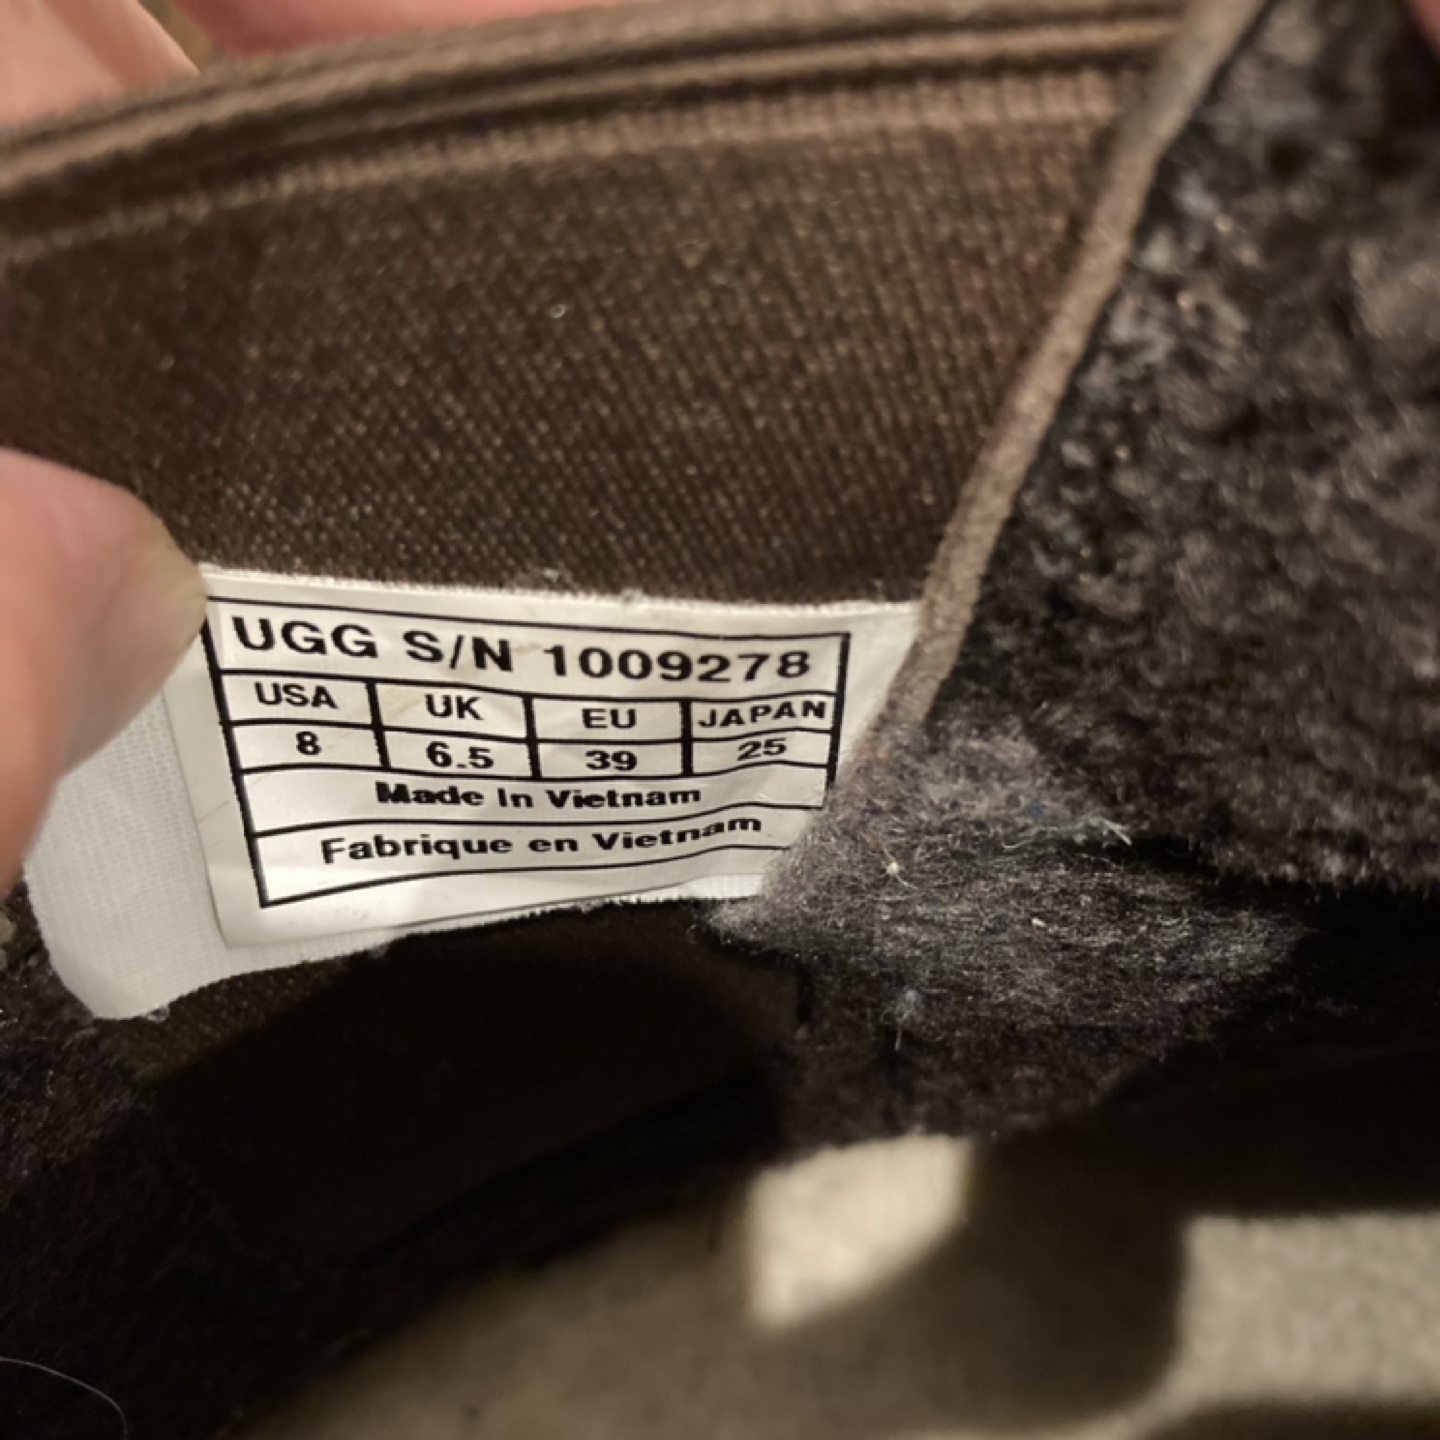 UGG S/N 1009278
USA UK EU JAPAN
8 6.5 39 25
Made In Vietnam
Fabrique en Vietnam